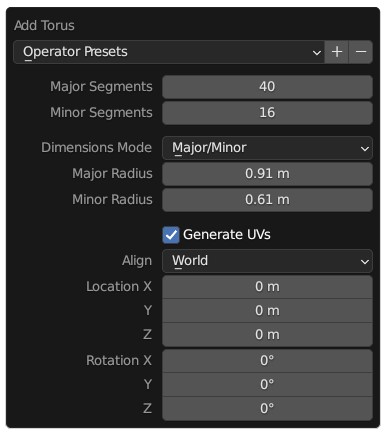 Add Torus
Operator Presets + −
Major Segments 40
Minor Segments 16
Dimensions Mode Major/Minor
Major Radius 0.91 m
Minor Radius 0.61 m
Generate UVs
Align World
Location X 0 m
Y 0 m
Z 0 m
Rotation X 0°
Y 0°
Z 0°